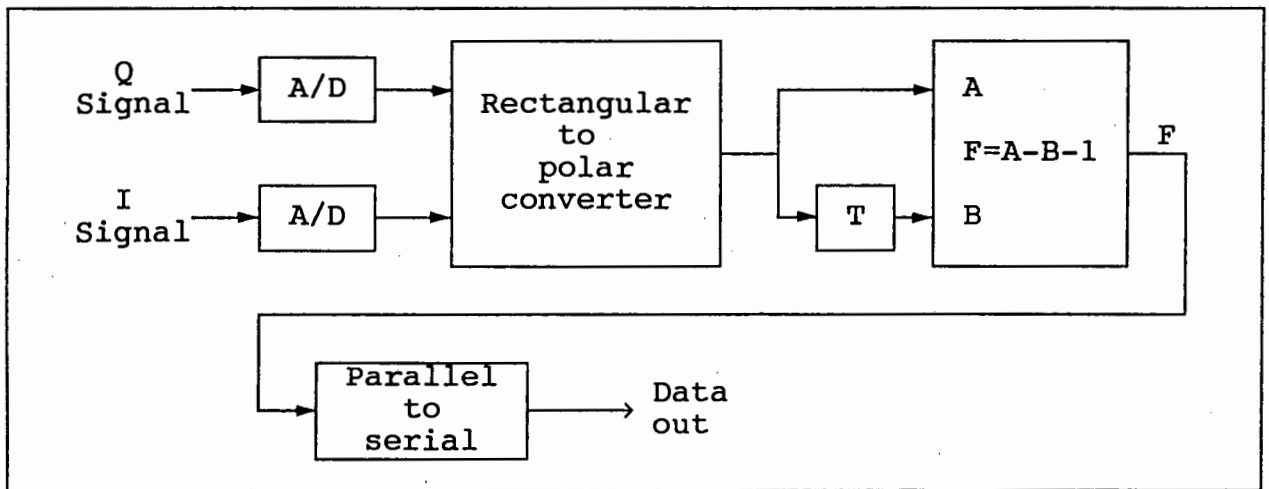 Q
Signal
A/D
I
Signal
A/D
Rectangular
to
polar
converter
T
A
F=A-B-1
B
F
Parallel
to
serial
Data
out